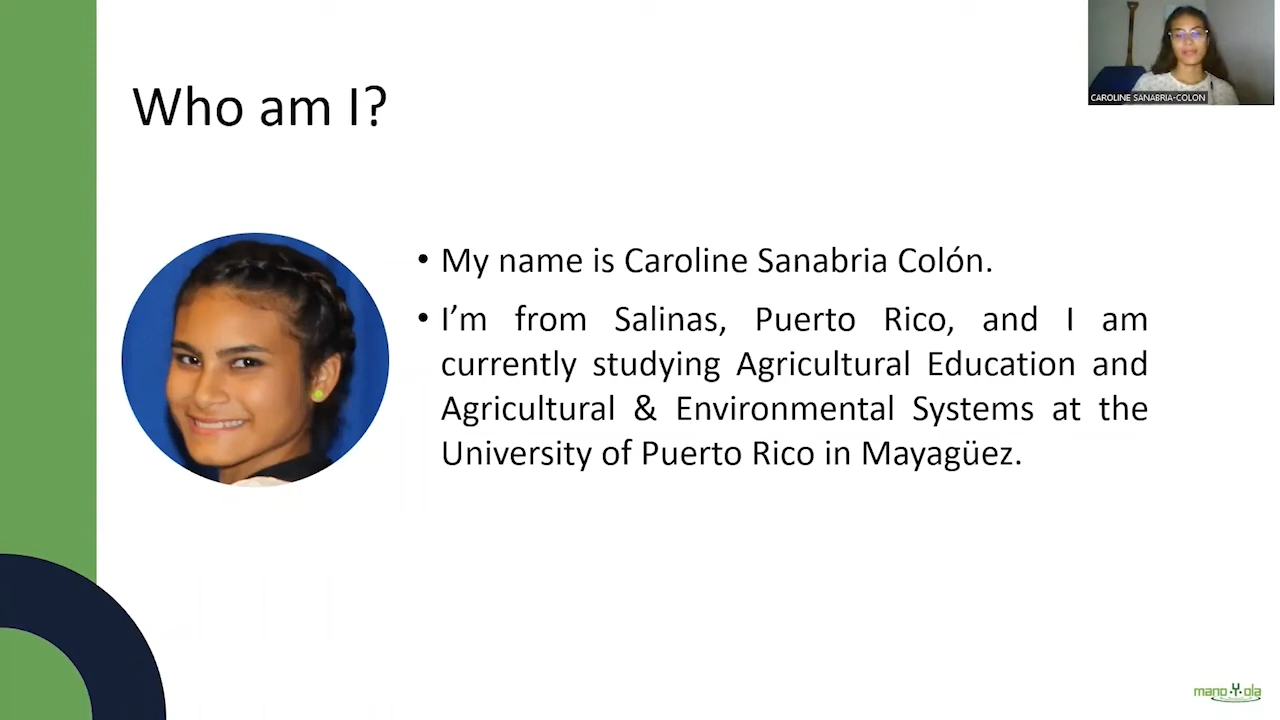 CAROLINE SANABRIA-COLON
Who am I?
• My name is Caroline Sanabria Colón.
• I’m from Salinas, Puerto Rico, and I am
currently studying Agricultural Education and
Agricultural & Environmental Systems at the
University of Puerto Rico in Mayagüez.
mano Y ola